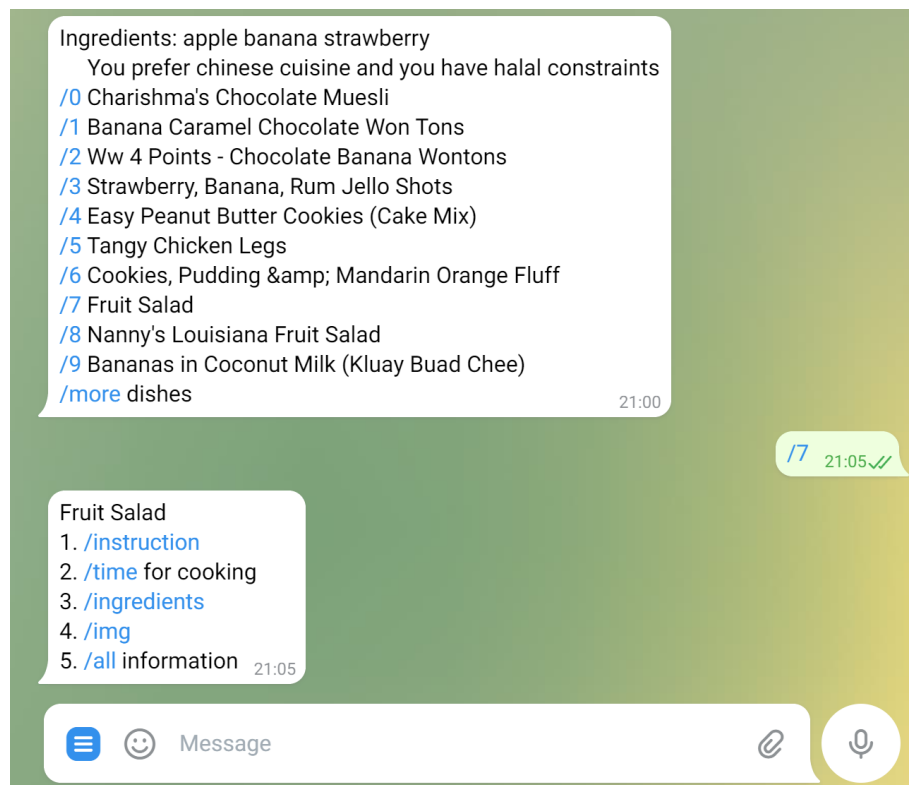 Ingredients: apple banana strawberry
You prefer chinese cuisine and you have halal constraints
/0 Charishma's Chocolate Muesli
/1 Banana Caramel Chocolate Won Tons
/2 Ww 4 Points - Chocolate Banana Wontons
/3 Strawberry, Banana, Rum Jello Shots
/4 Easy Peanut Butter Cookies (Cake Mix)
/5 Tangy Chicken Legs
/6 Cookies, Pudding &amp; Mandarin Orange Fluff
/7 Fruit Salad
/8 Nanny's Louisiana Fruit Salad
/9 Bananas in Coconut Milk (Kluay Buad Chee)
/more dishes
21:00
/7 21:05
Fruit Salad
1. /instruction
2. /time for cooking
3. /ingredients
4. /img
5. /all information 21:05
Message